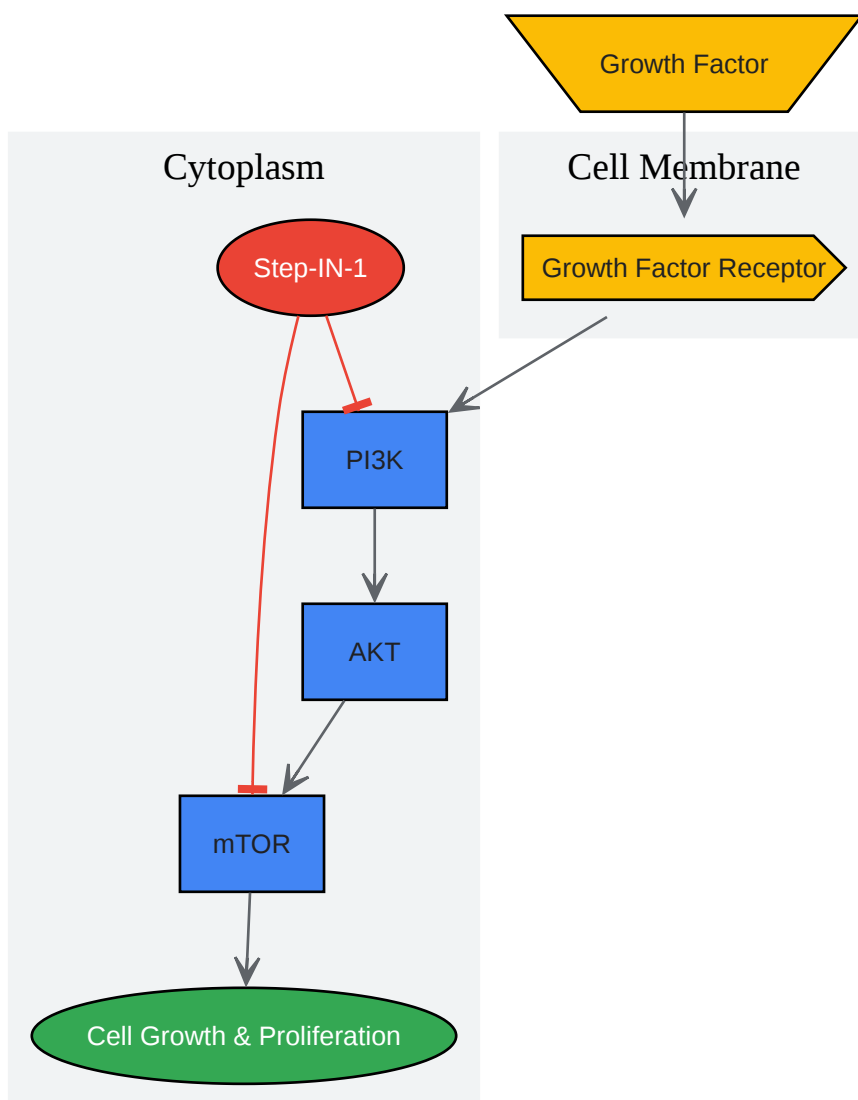 Growth Factor
Cytoplasm
Cell Membrane
Step-IN-1
Growth Factor Receptor
PI3K
AKT
mTOR
Cell Growth & Proliferation